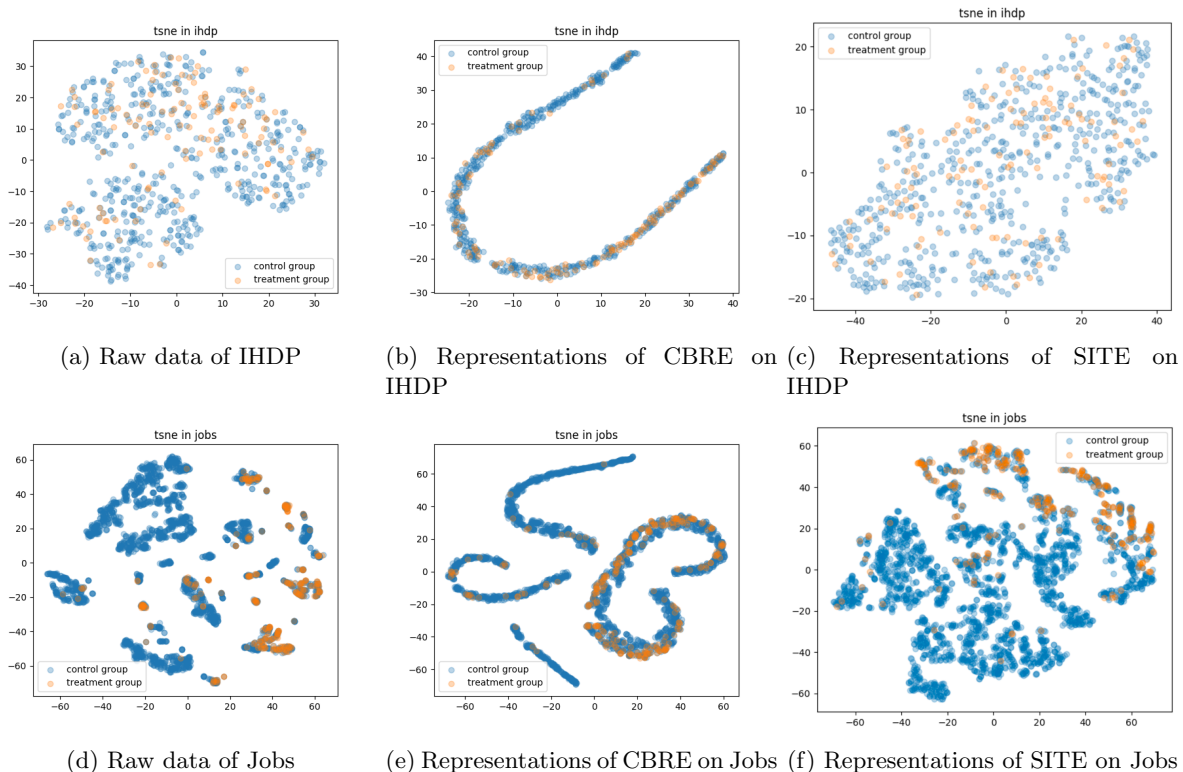 tsne in ihdp
control group
treatment group
30
20
10
0
−10
−20
−30
−40
−30 −20 −10 0 10 20 30
(a) Raw data of IHDP
tsne in ihdp
control group
treatment group
40
30
20
10
0
−10
−20
−30
−20 −10 0 10 20 30 40
(b) Representations of CBRE on
IHDP
tsne in ihdp
control group
treatment group
20
10
0
−10
−20
−40 −20 0 20 40
(c) Representations of SITE on
IHDP
tsne in jobs
control group
treatment group
60
40
20
0
−20
−40
−60
−60 −40 −20 0 20 40 60
(d) Raw data of Jobs
tsne in jobs
control group
treatment group
60
40
20
0
−20
−40
−60
−60 −40 −20 0 20 40 60
(e) Representations of CBRE on Jobs
tsne in jobs
control group
treatment group
60
40
20
0
−20
−40
−60
−60 −40 −20 0 20 40 60
(f) Representations of SITE on Jobs